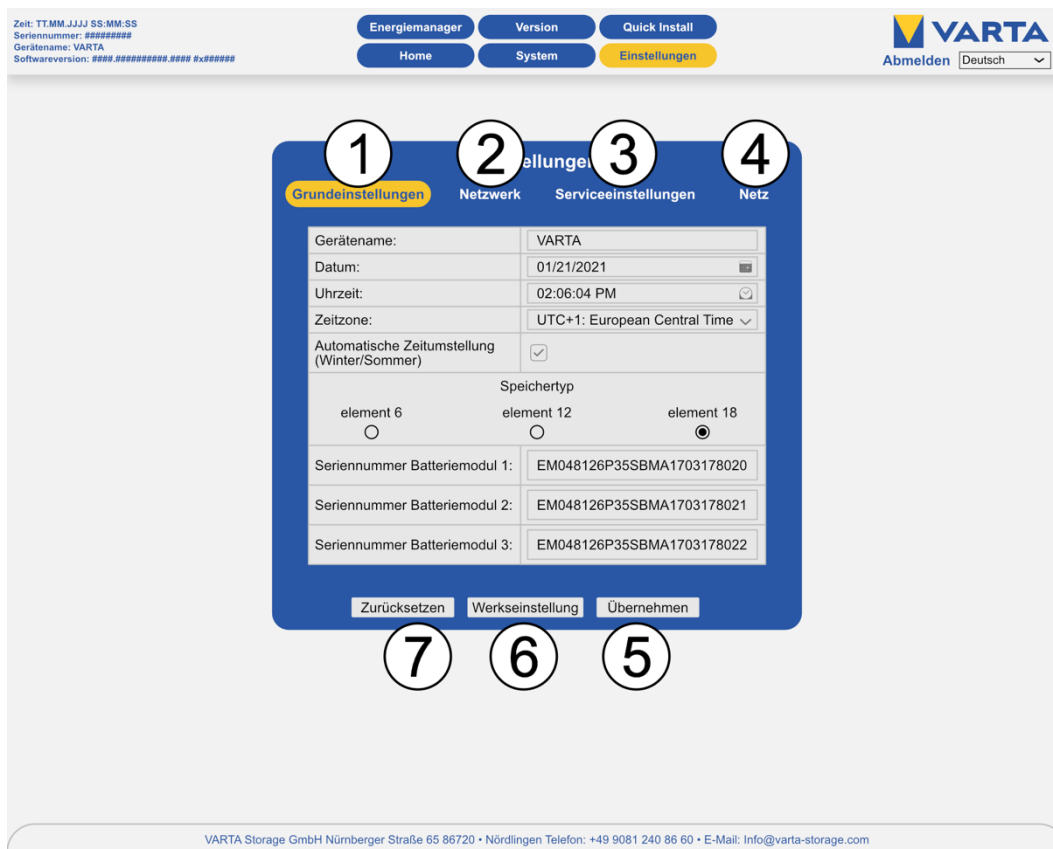 Zeit: TT.MM.JJJJ SS:MM:SS
Seriennummer: #########
Gerätename: VARTA
Softwareversion: ####.##########.#### #x######
Energiemanager Version Quick Install
Home System Einstellungen
VARTA
Abmelden Deutsch
1 2 ellunge 3 4
Grundeinstellungen Netzwerk Serviceeinstellungen Netz
Gerätename: VARTA
Datum: 01/21/2021
Uhrzeit: 02:06:04 PM
Zeitzone: UTC+1: European Central Time
Automatische Zeitumstellung
(Winter/Sommer)
Speichertyp
element 6 element 12 element 18
Seriennummer Batteriemodul 1: EM048126P35SBMA1703178020
Seriennummer Batteriemodul 2: EM048126P35SBMA1703178021
Seriennummer Batteriemodul 3: EM048126P35SBMA1703178022
Zurücksetzen Werkseinstellung Übernehmen
7 6 5
VARTA Storage GmbH Nürnberger Straße 65 86720 • Nördlingen Telefon: +49 9081 240 86 60 • E-Mail: Info@varta-storage.com